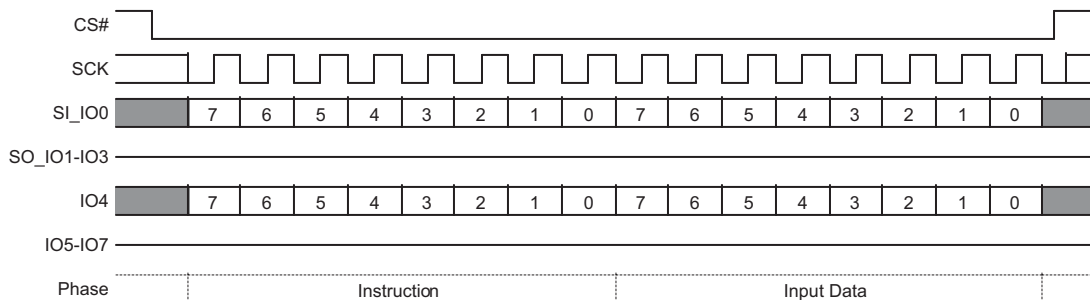 CS#
SCK
SI_IO0 7 6 5 4 3 2 1 0 7 6 5 4 3 2 1 0
SO_IO1-IO3
IO4 7 6 5 4 3 2 1 0 7 6 5 4 3 2 1 0
IO5-IO7
Phase Instruction Input Data